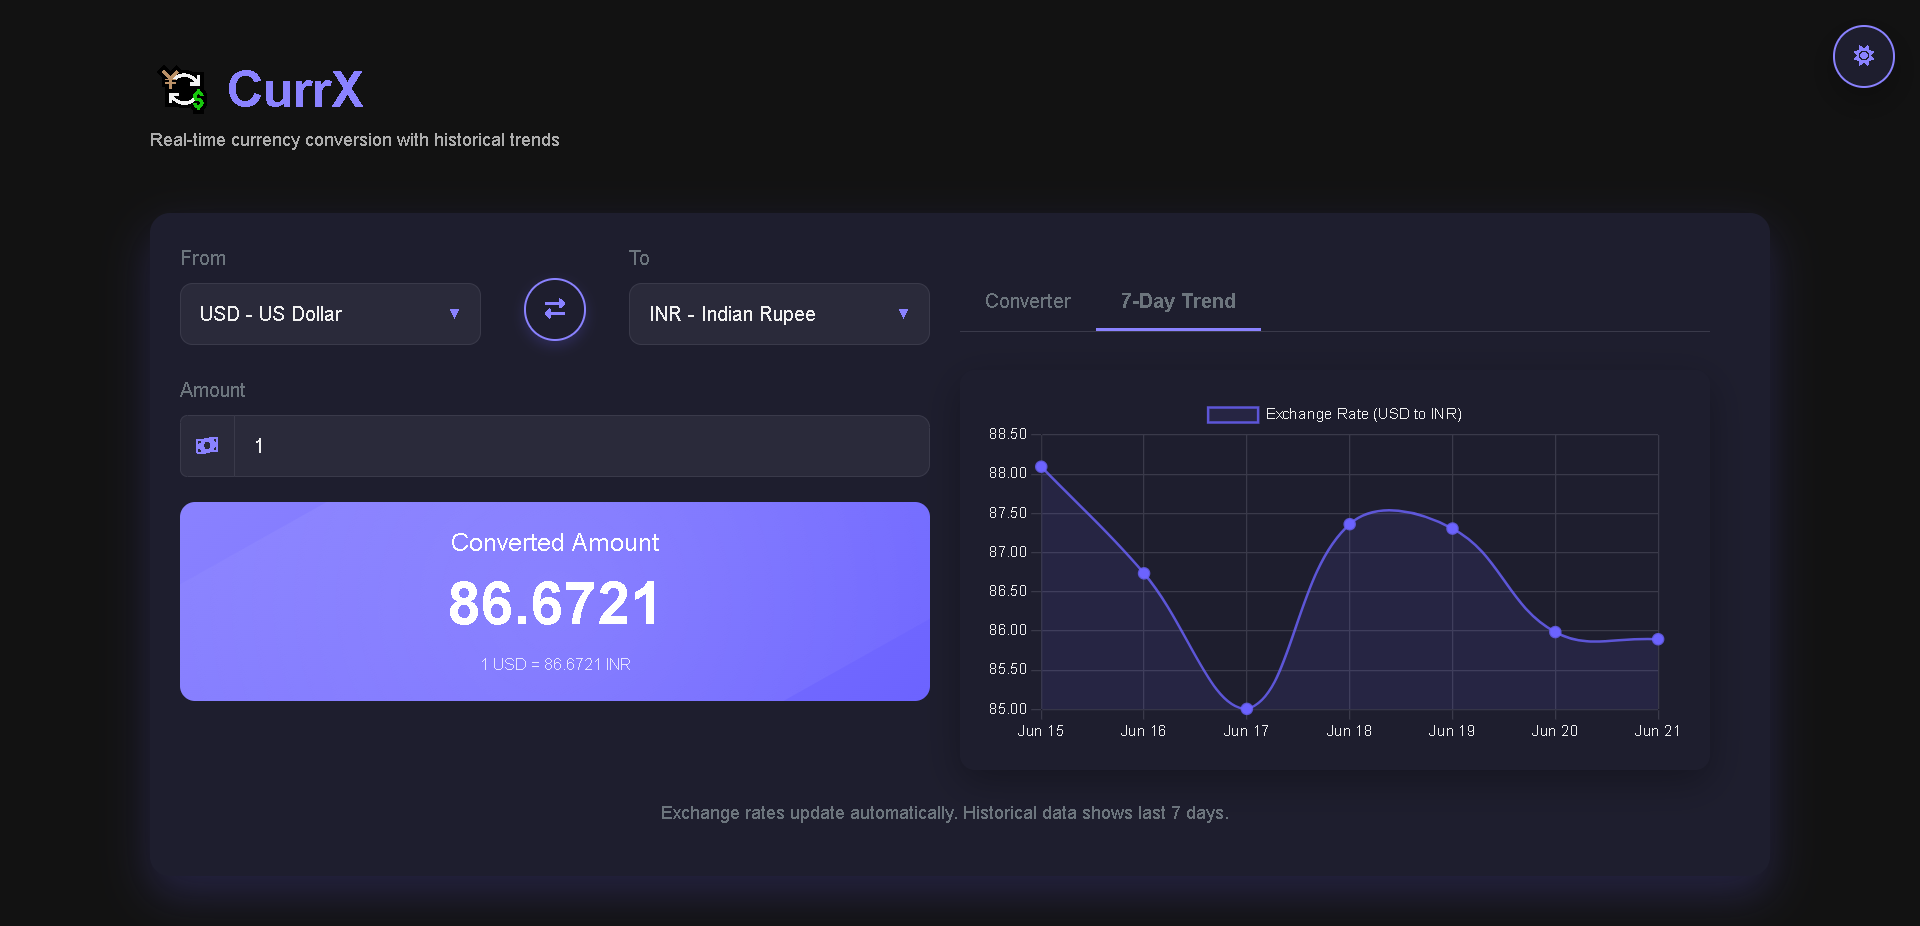 CurrX
Real-time currency conversion with historical trends
From
To
USD - US Dollar ▼
INR - Indian Rupee ▼
Amount
1
Converted Amount
86.6721
1 USD = 86.6721 INR
Converter
7-Day Trend
Exchange Rate (USD to INR)
88.50
88.00
87.50
87.00
86.50
86.00
85.50
85.00
Jun 15 Jun 16 Jun 17 Jun 18 Jun 19 Jun 20 Jun 21
Exchange rates update automatically. Historical data shows last 7 days.